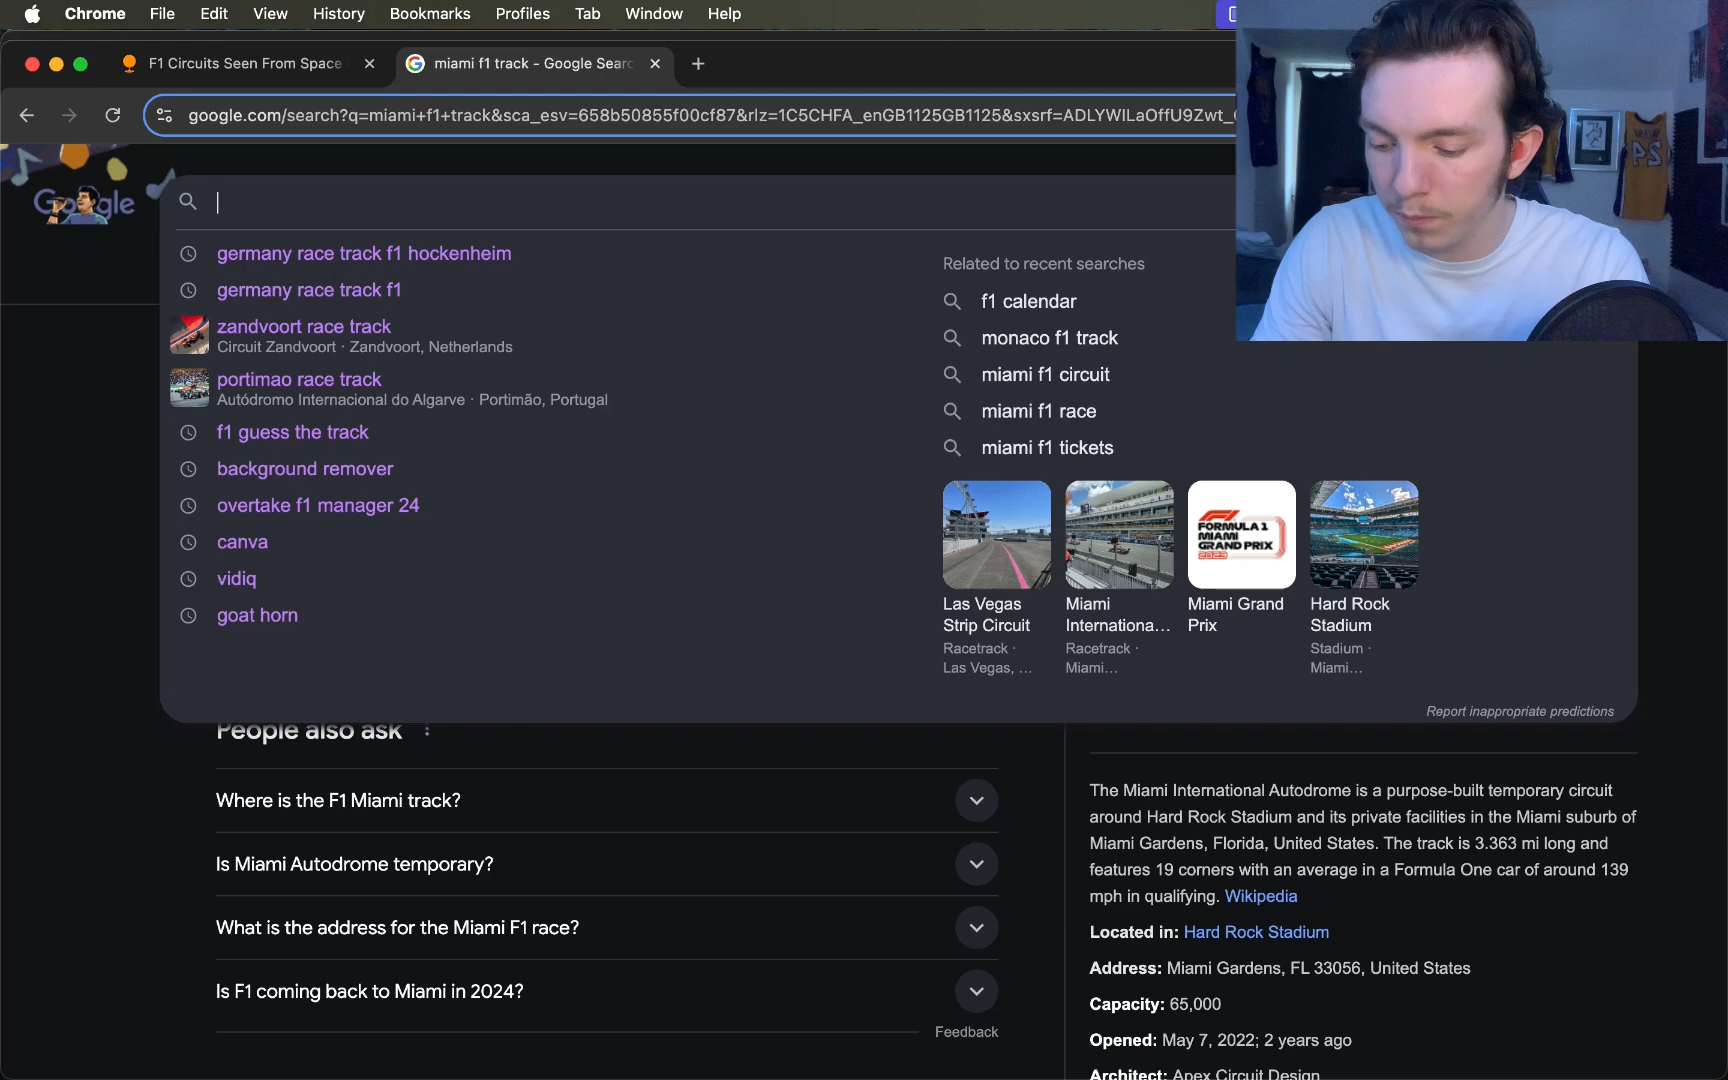 Chrome File Edit View History Bookmarks Profiles Tab Window Help
F1 Circuits Seen From Space
miami f1 track - Google Searc
google.com/search?q=miami+f1+track&sca_esv=658b50855f00cf87&rlz=1C5CHFA_enGB1125GB1125&sxsrf=ADLYWILaOffU9Zwt_
Google
germany race track f1 hockenheim
germany race track f1
zandvoort race track
Circuit Zandvoort · Zandvoort, Netherlands
portimao race track
Autódromo Internacional do Algarve · Portimão, Portugal
f1 guess the track
background remover
overtake f1 manager 24
canva
vidiq
goat horn
Related to recent searches
f1 calendar
monaco f1 track
miami f1 circuit
miami f1 race
miami f1 tickets
FORMULA 1
MIAMI
GRAND PRIX
2023
Las Vegas
Strip Circuit
Racetrack ·
Las Vegas, ...
Miami
Internationa...
Racetrack ·
Miami...
Miami Grand
Prix
Hard Rock
Stadium
Stadium ·
Miami...
Report inappropriate predictions
24
People also ask
Where is the F1 Miami track?
Is Miami Autodrome temporary?
What is the address for the Miami F1 race?
Is F1 coming back to Miami in 2024?
Feedback
The Miami International Autodrome is a purpose-built temporary circuit
around Hard Rock Stadium and its private facilities in the Miami suburb of
Miami Gardens, Florida, United States. The track is 3.363 mi long and
features 19 corners with an average in a Formula One car of around 139
mph in qualifying. Wikipedia
Located in: Hard Rock Stadium
Address: Miami Gardens, FL 33056, United States
Capacity: 65,000
Opened: May 7, 2022; 2 years ago
Architect: Apex Circuit Design